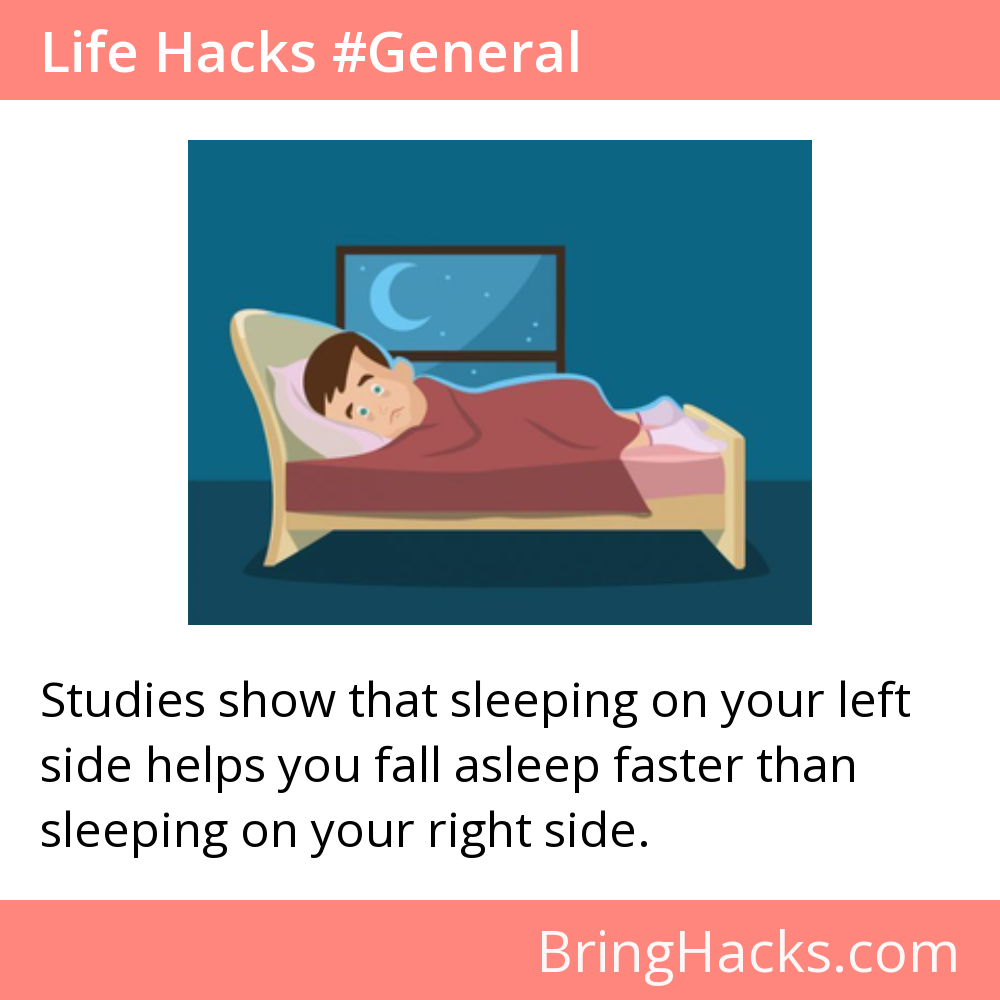 Life Hacks #General
Studies show that sleeping on your left
side helps you fall asleep faster than
sleeping on your right side.
BringHacks.com